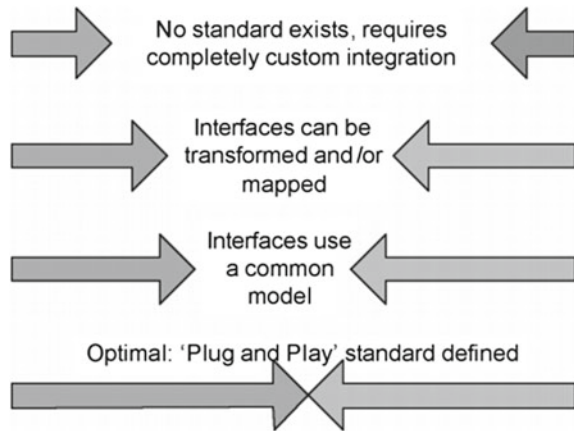 No standard exists, requires
completely custom integration
Interfaces can be
transformed and/or
mapped
Interfaces use
a common
model
Optimal: ‘Plug and Play’ standard defined